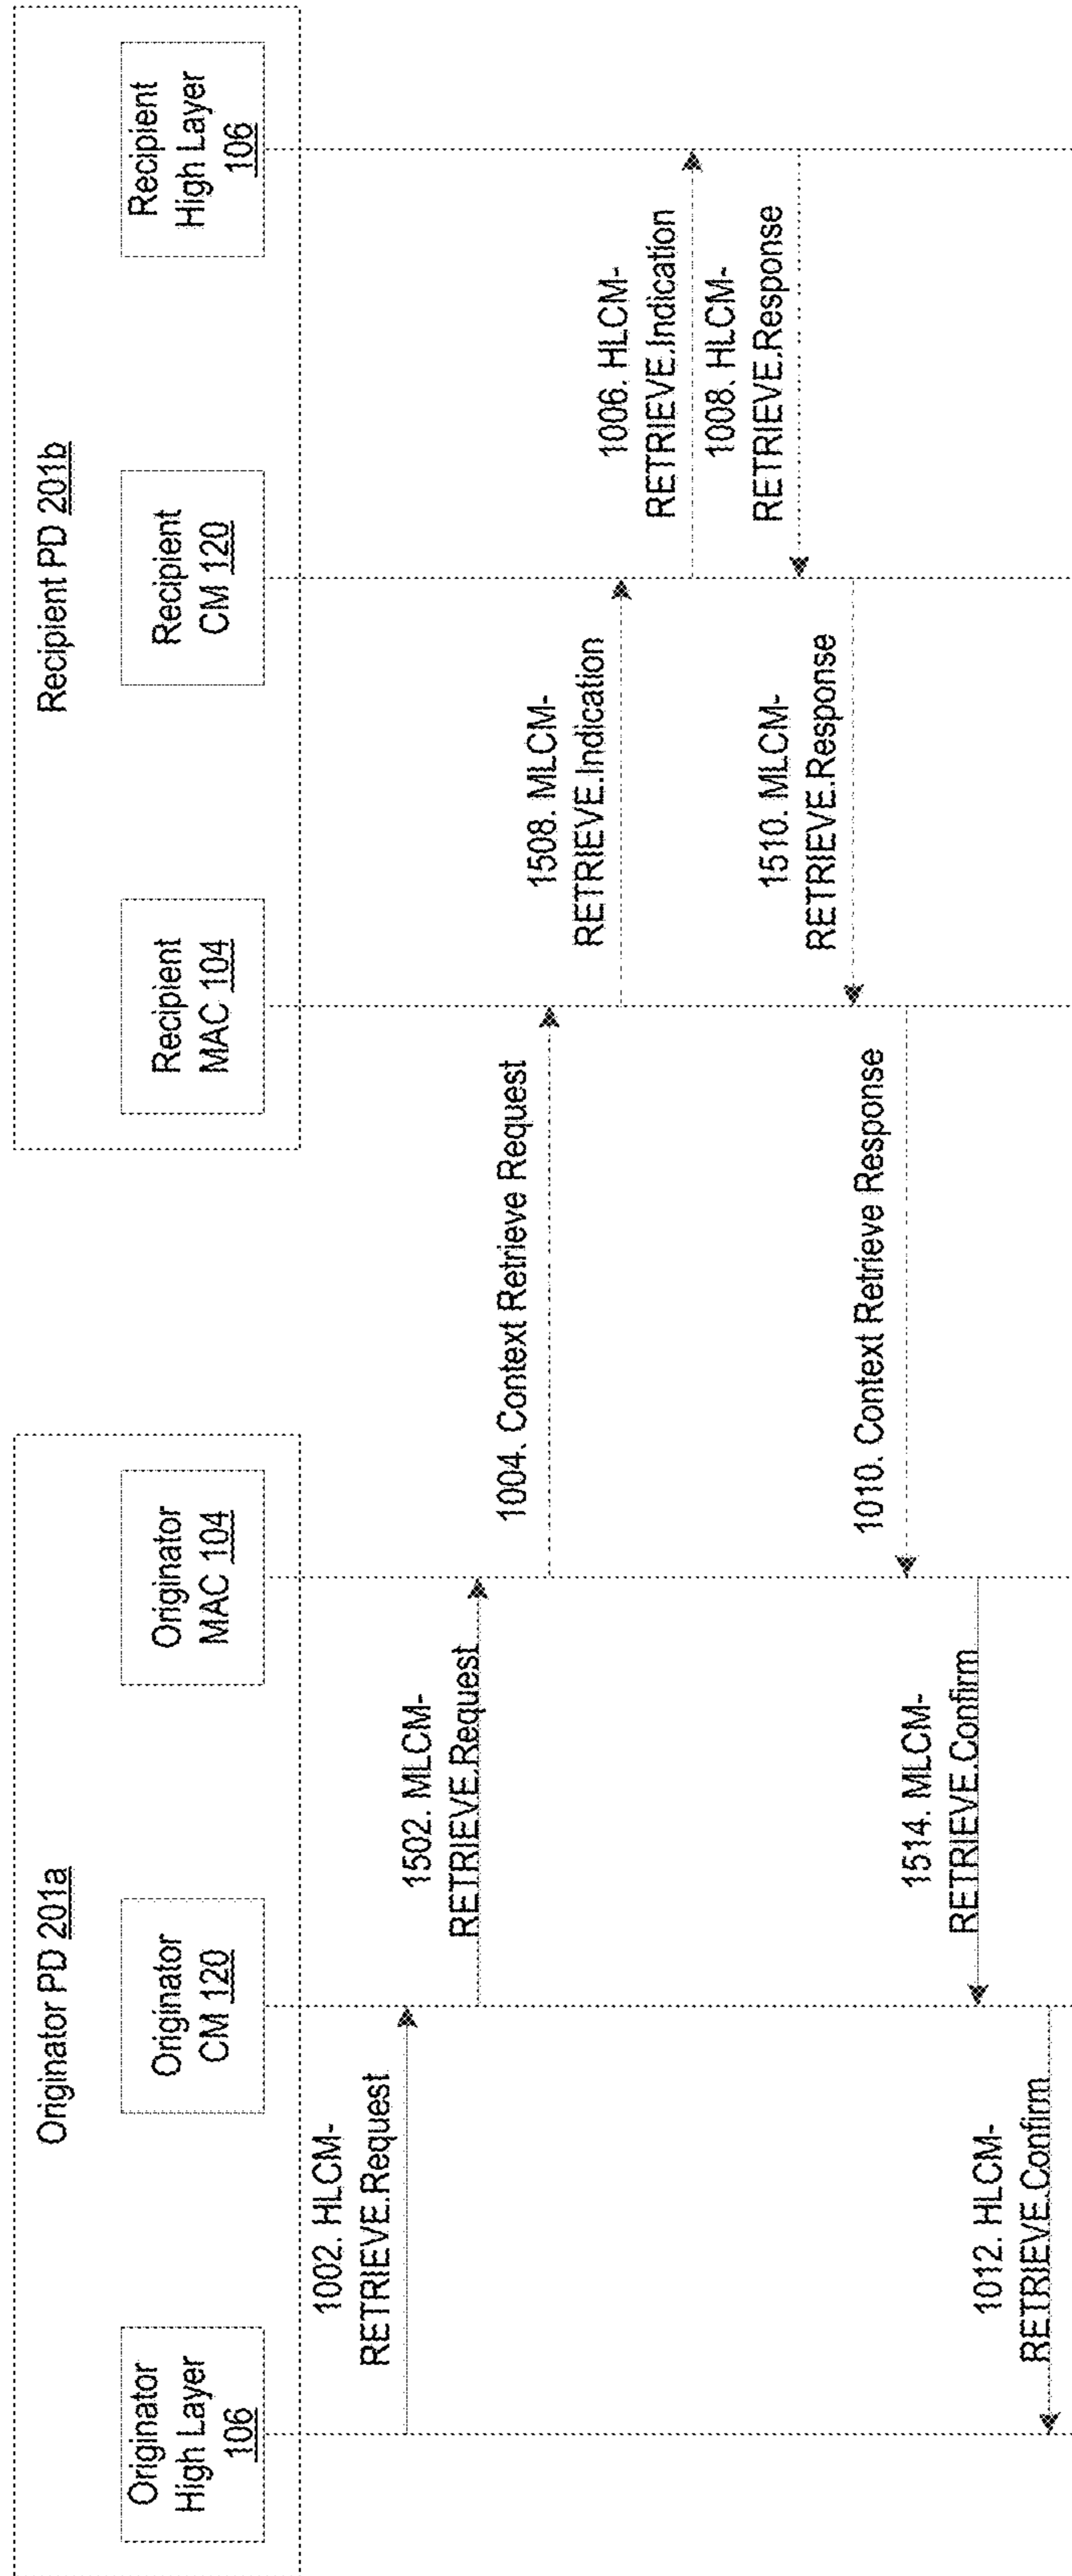 Originator PD 201a
Originator
High Layer
106
Originator
CM 120
Originator
MAC 104
Recipient PD 201b
Recipient
MAC 104
Recipient
CM 120
Recipient
High Layer
106
1002. HLCM-
RETRIEVE.Request
1502. MLCM-
RETRIEVE.Request
1004. Context Retrieve Request
1508. MLCM-
RETRIEVE.Indication
1006. HLCM-
RETRIEVE.Indication
1008. HLCM-
RETRIEVE.Response
1510. MLCM-
RETRIEVE.Response
1010. Context Retrieve Response
1514. MLCM-
RETRIEVE.Confirm
1012. HLCM-
RETRIEVE.Confirm